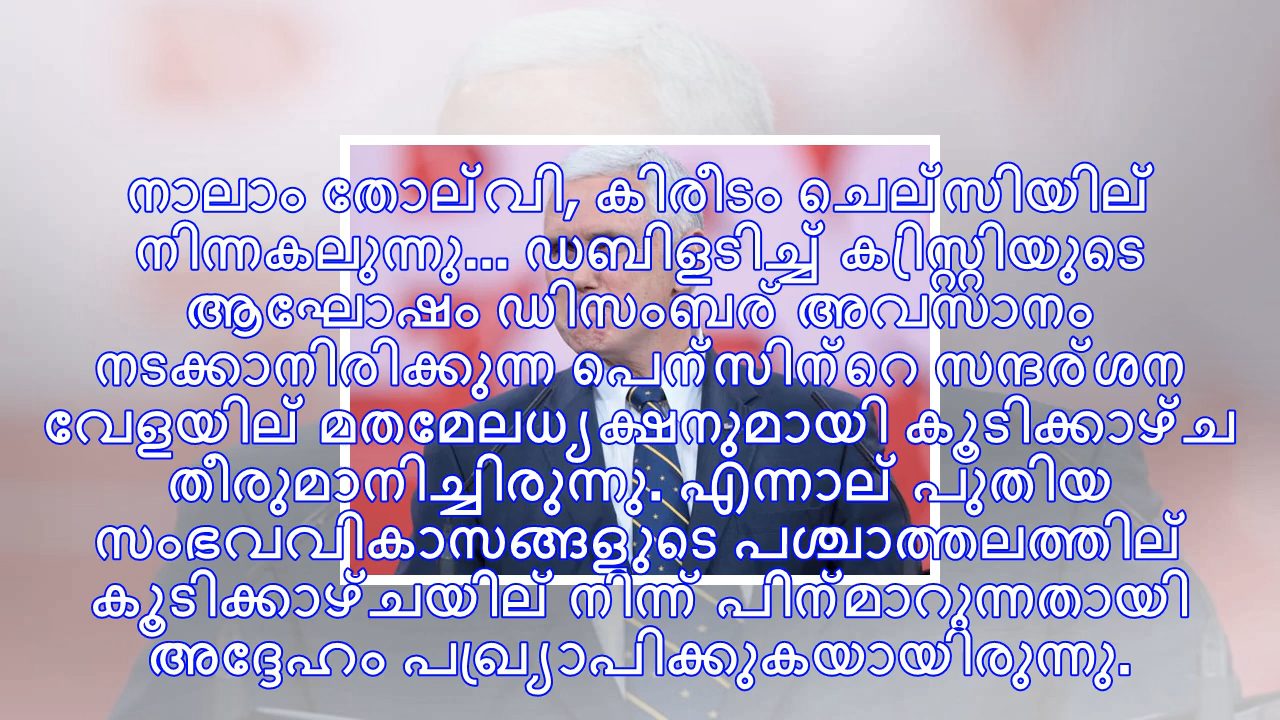 നാലാം തോല്‌വി, കിരീടം ചെല്‌സിയില്
നിന്നകലുന്നു... ഡബിളടിച്ച് ക്രിസ്റ്റിയുടെ
ആഘോഷം ഡിസംബര് അവസാനം
നടക്കാനിരിക്കുന്ന പെന്‌സിന്‌റെ സന്ദര്‌ശന
വേളയില് മതമേലധ്യക്ഷനുമായി കൂടിക്കാഴ്ച
തീരുമാനിച്ചിരുന്നു. എന്നാല് പുതിയ
സംഭവവികാസങ്ങളുടെ പശ്ചാത്തലത്തില്
കൂടിക്കാഴ്ചയില് നിന്ന് പിന്‌മാറുന്നതായി
അദ്ദേഹം പഖ്ര്യാപിക്കുകയായിരുന്നു.